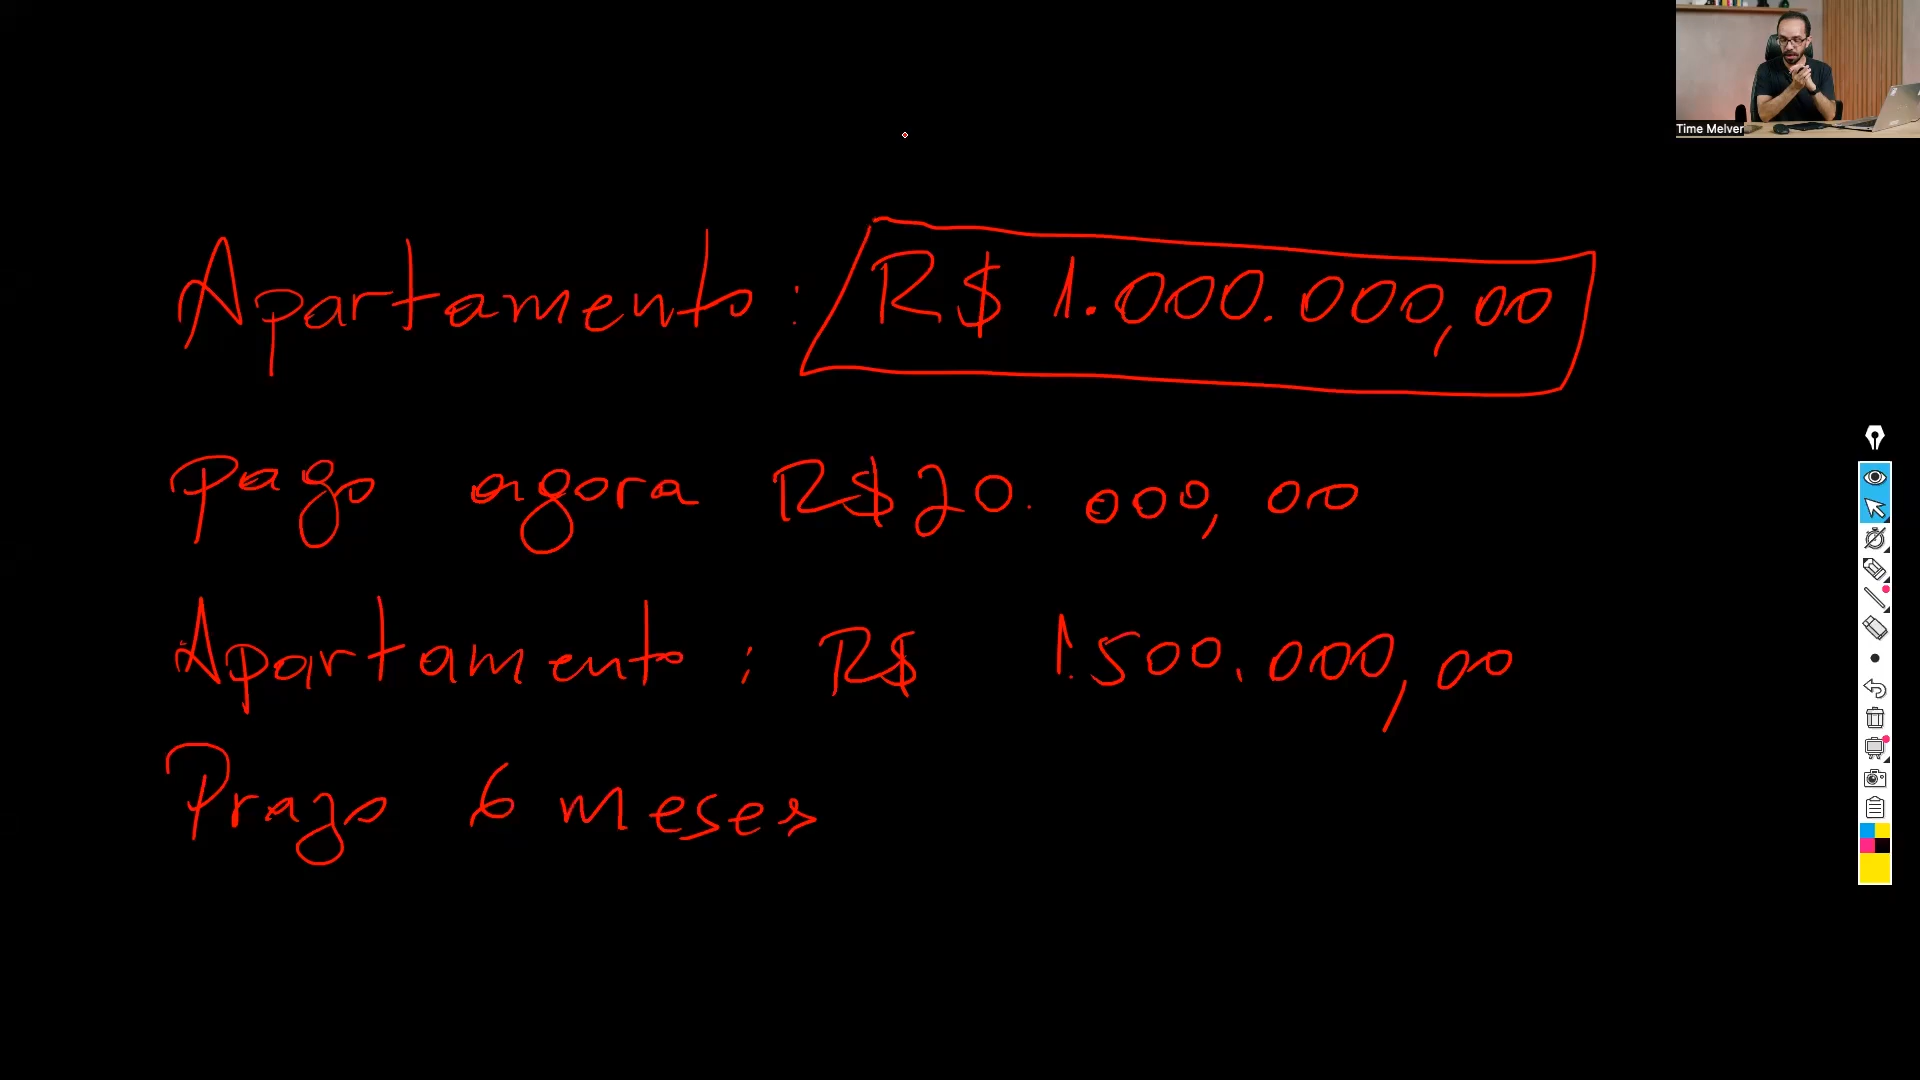 Time Melver
Apartamento: R$ 1.000.000,00
Pago agora R$20.000,00
Apartamento: R$ 1.500.000,00
Prazo 6 meses